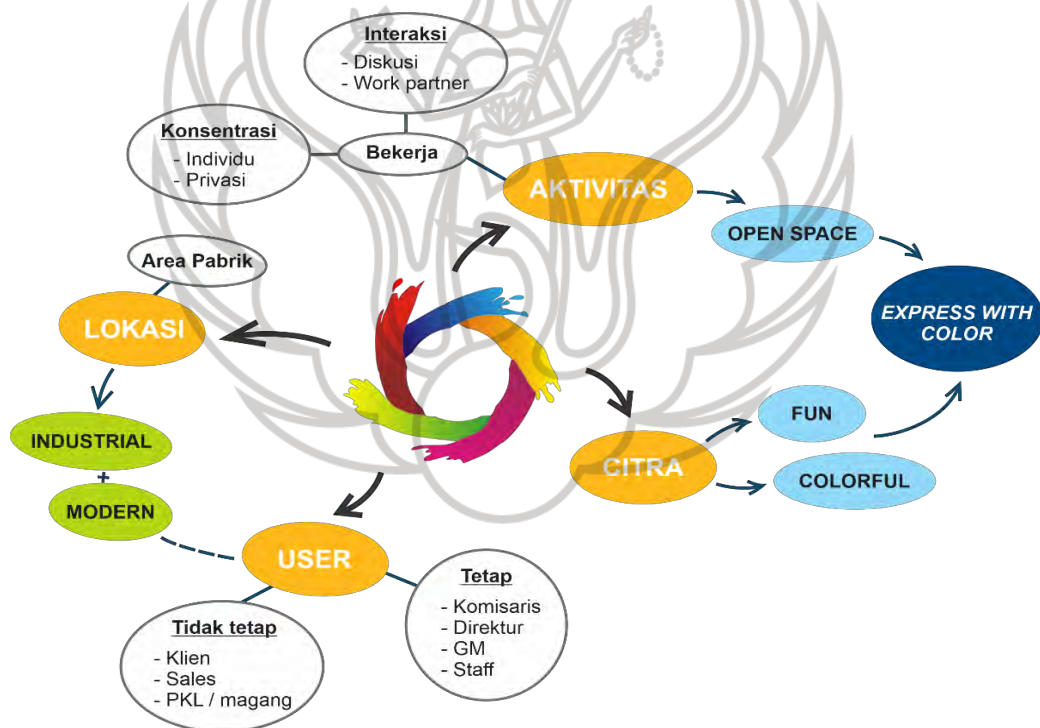 Interaksi
- Diskusi
- Work partner
Konsentrasi
- Individu
- Privasi
Bekerja
AKTIVITAS
OPEN SPACE
EXPRESS WITH
COLOR
Area Pabrik
LOKASI
INDUSTRIAL
+
MODERN
FUN
CITRA
COLORFUL
USER
Tetap
- Komisaris
- Direktur
- GM
- Staff
Tidak tetap
- Klien
- Sales
- PKL / magang